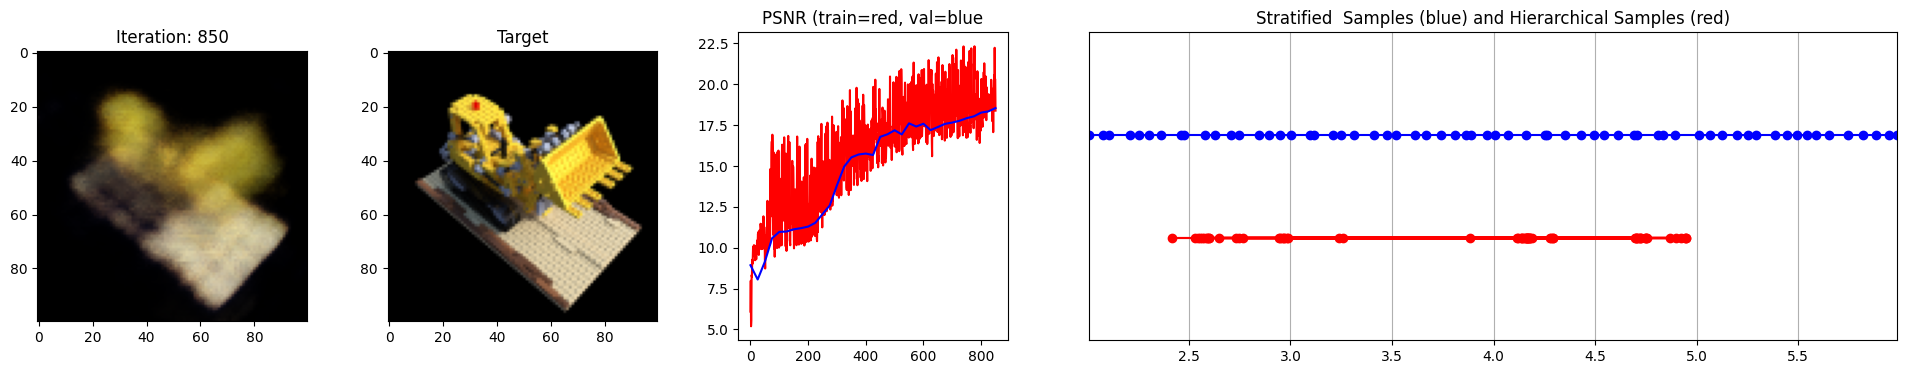 Iteration: 850
0
20
40
60
80
0 20 40 60 80
Target
0
20
40
60
80
0 20 40 60 80
PSNR (train=red, val=blue
22.5
20.0
17.5
15.0
12.5
10.0
7.5
5.0
0 200 400 600 800
Stratified  Samples (blue) and Hierarchical Samples (red)
2.5 3.0 3.5 4.0 4.5 5.0 5.5